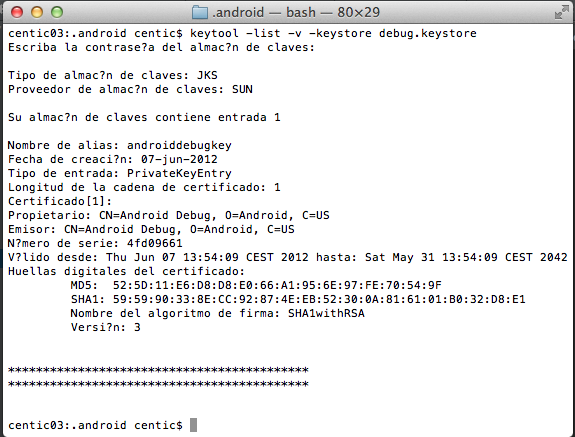 .android — bash — 80×29
centic03:.android centic$ keytool -list -v -keystore debug.keystore
Escriba la contrase?a del almac?n de claves:
Tipo de almac?n de claves: JKS
Proveedor de almac?n de claves: SUN
Su almac?n de claves contiene entrada 1
Nombre de alias: androiddebugkey
Fecha de creaci?n: 07-jun-2012
Tipo de entrada: PrivateKeyEntry
Longitud de la cadena de certificado: 1
Certificado[1]:
Propietario: CN=Android Debug, O=Android, C=US
Emisor: CN=Android Debug, O=Android, C=US
N?mero de serie: 4fd09661
V?lido desde: Thu Jun 07 13:54:09 CEST 2012 hasta: Sat May 31 13:54:09 CEST 2042
Huellas digitales del certificado:
MD5:  52:5D:11:E6:D8:D8:E0:66:A1:95:6E:97:FE:70:54:9F
SHA1: 59:59:90:33:8E:CC:92:87:4E:EB:52:30:0A:81:61:01:B0:32:D8:E1
Nombre del algoritmo de firma: SHA1withRSA
Versi?n: 3
*******************************************
*******************************************
centic03:.android centic$